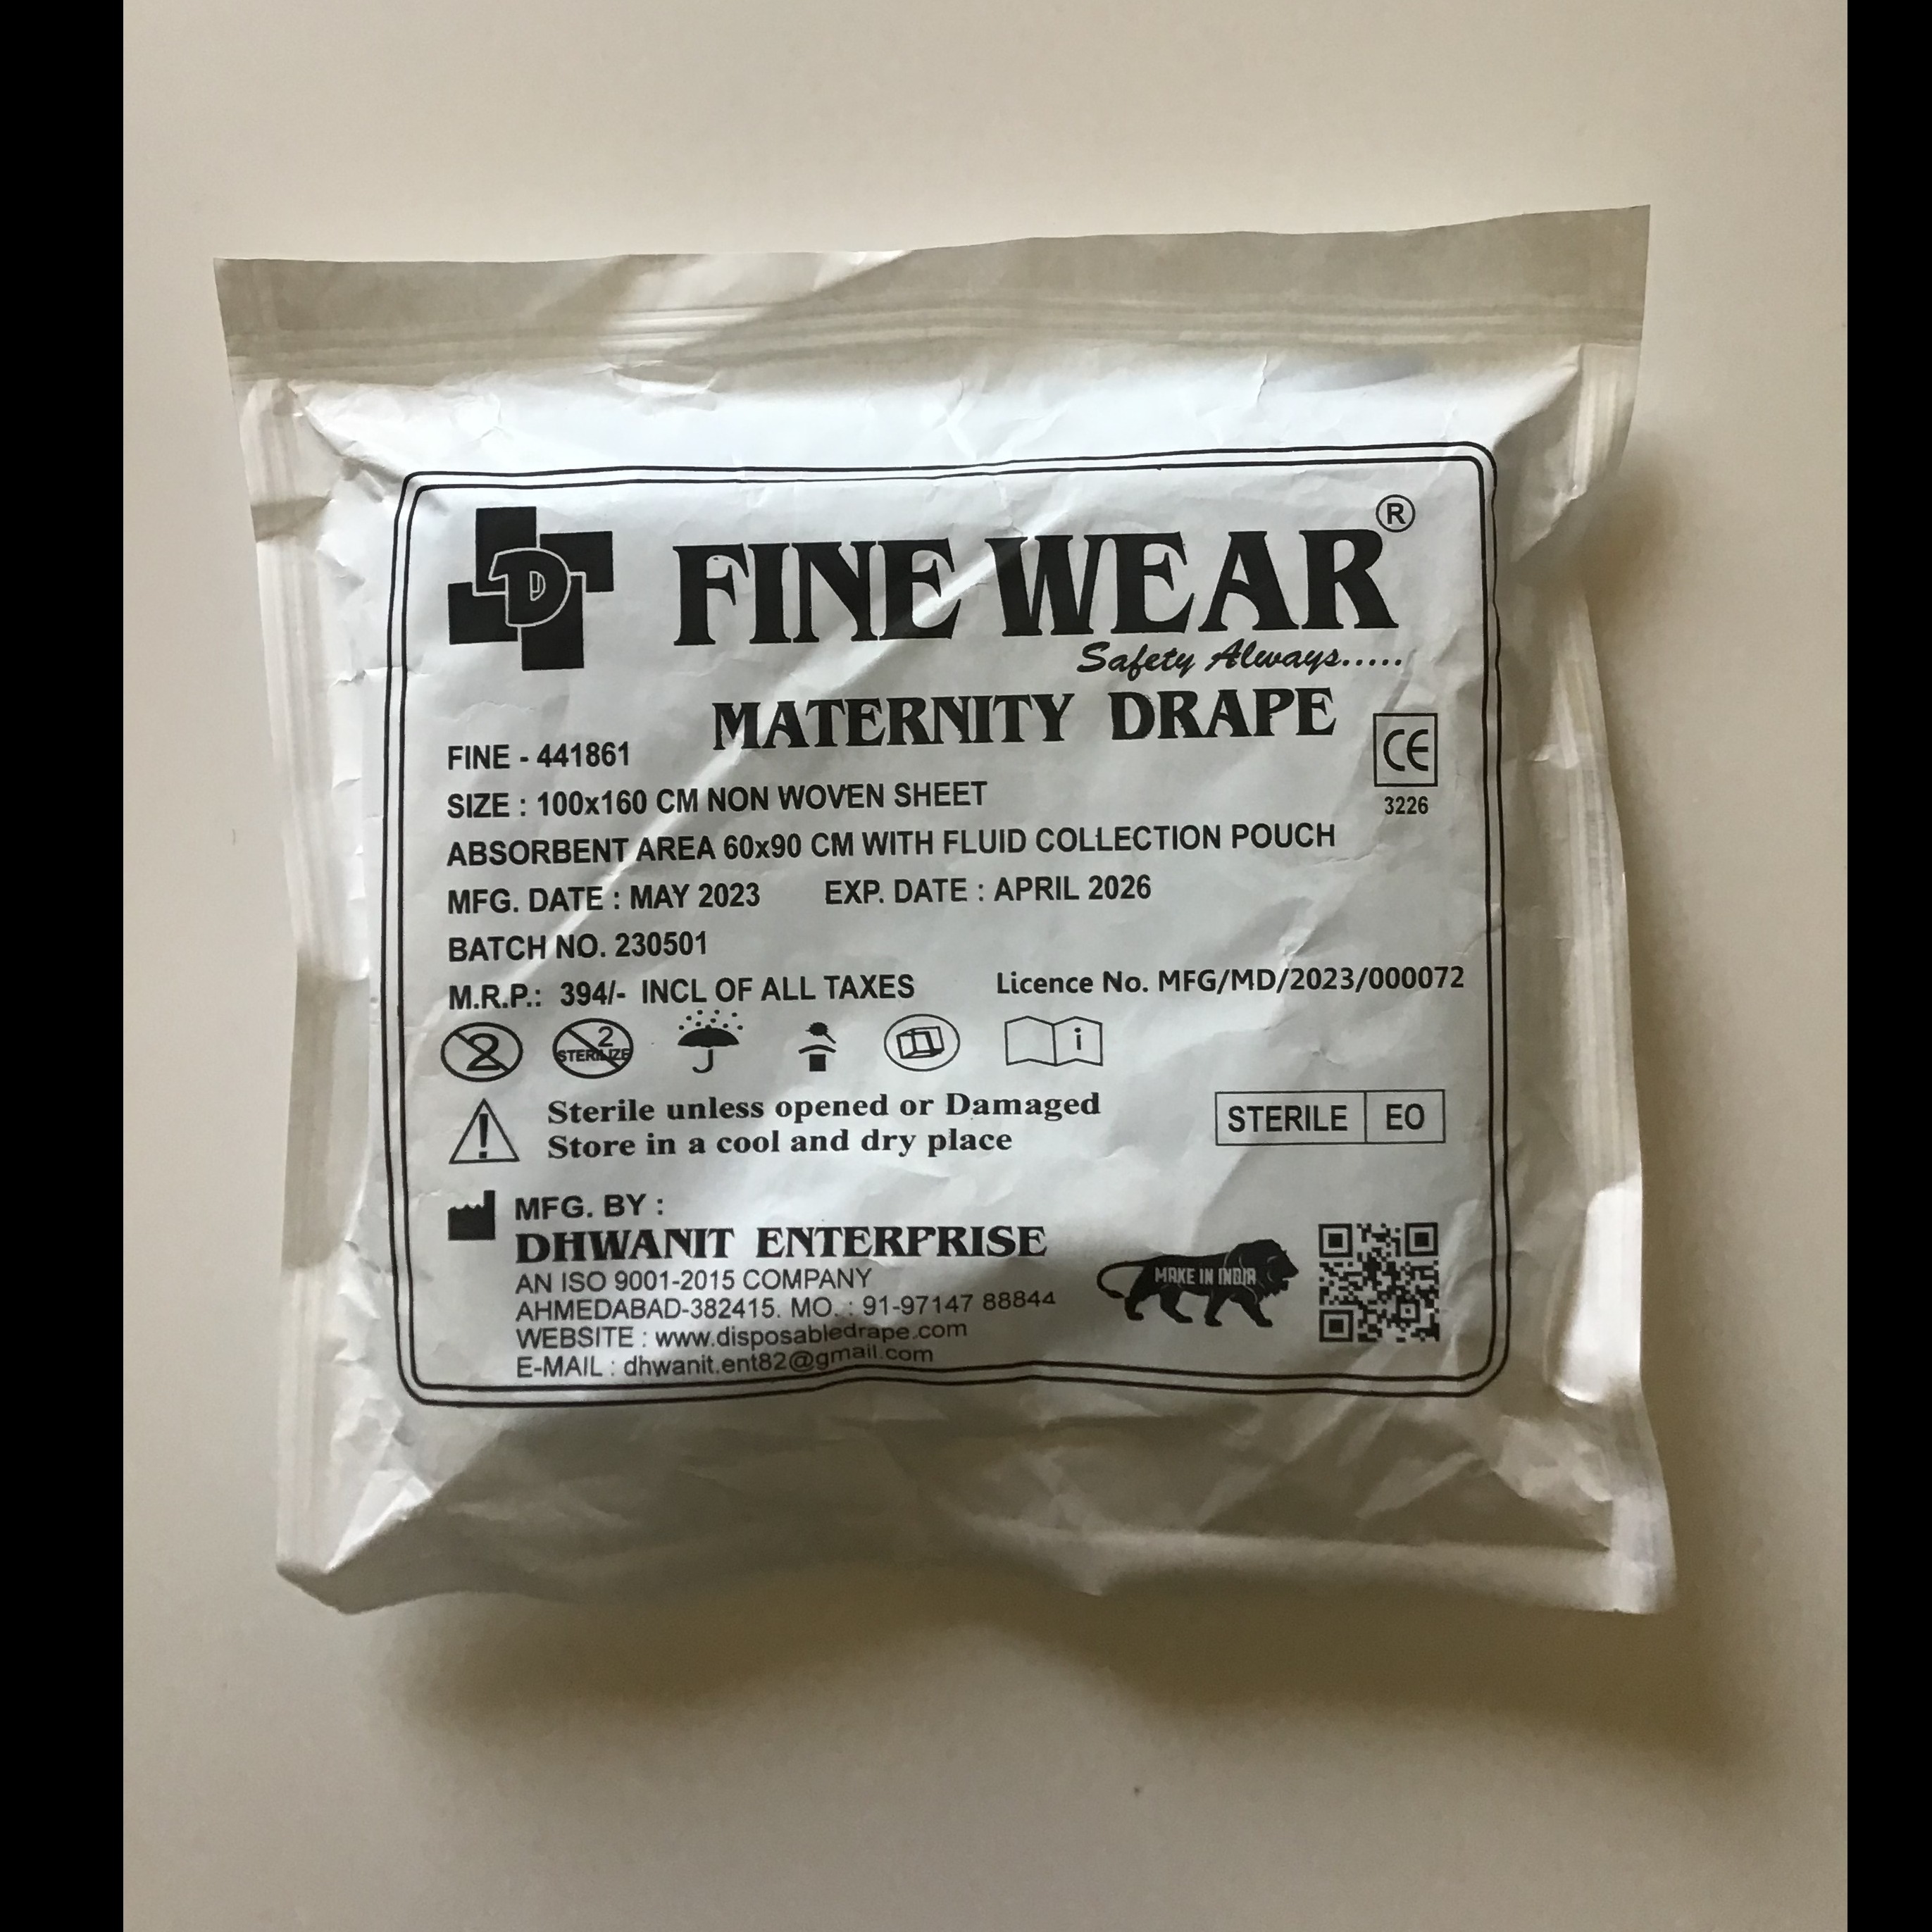 D
FINE WEAR®
Safety Always.....
MATERNITY DRAPE
FINE - 441861
CE
3226
SIZE : 100x160 CM NON WOVEN SHEET
ABSORBENT AREA 60x90 CM WITH FLUID COLLECTION POUCH
MFG. DATE : MAY 2023 EXP. DATE : APRIL 2026
BATCH NO. 230501
M.R.P.: 394/- INCL OF ALL TAXES Licence No. MFG/MD/2023/000072
2
2
STERILIZE
i
Sterile unless opened or Damaged
Store in a cool and dry place
STERILE EO
MFG. BY :
DHWANIT ENTERPRISE
AN ISO 9001-2015 COMPANY
AHMEDABAD-382415. MO. : 91-97147 88844
WEBSITE : www.disposabledrape.com
E-MAIL : dhwanit.ent82@gmail.com
MAKE IN INDIA